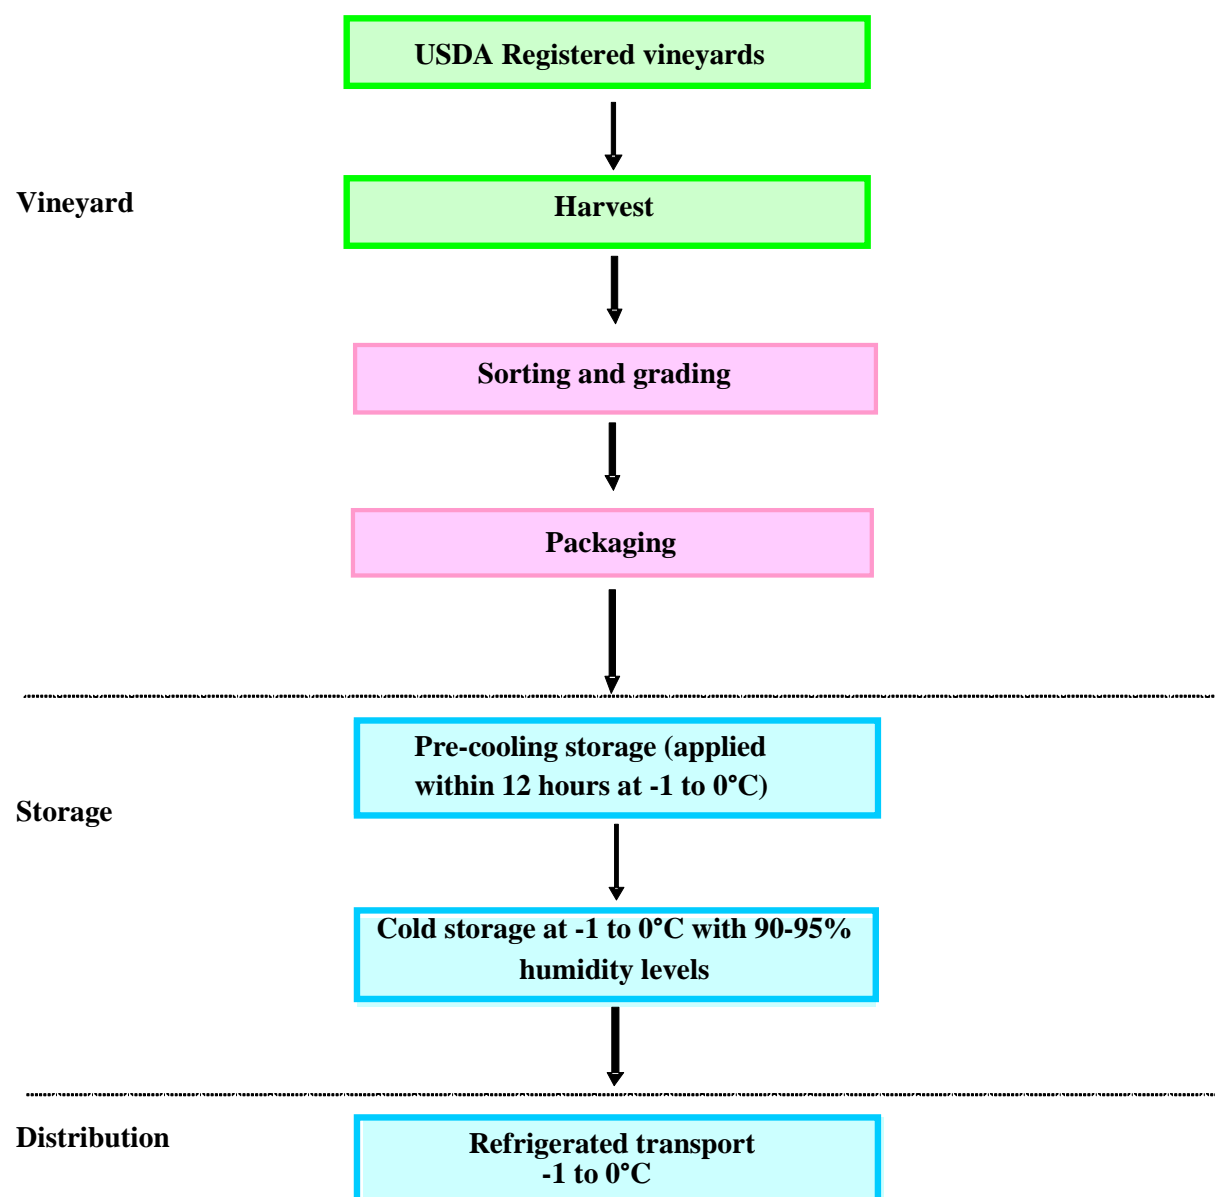 USDA Registered vineyards
Vineyard
Harvest
Sorting and grading
Packaging
Pre-cooling storage (applied
within 12 hours at -1 to 0°C)
Storage
Cold storage at -1 to 0°C with 90-95%
humidity levels
Distribution
Refrigerated transport
-1 to 0°C